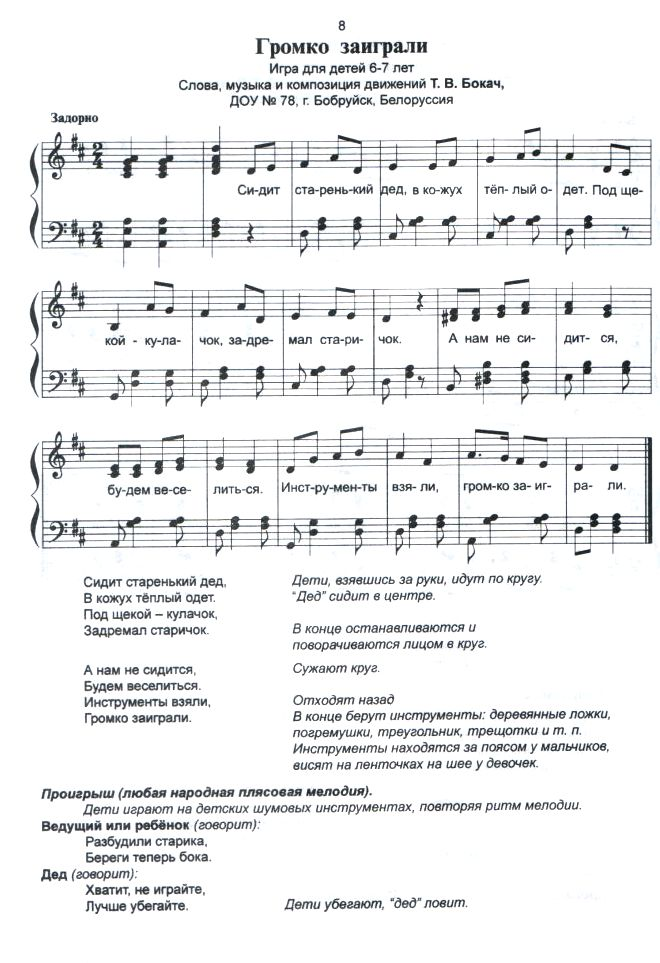 8
Громко заиграли
Игра для детей 6-7 лет
Слова, музыка и композиция движений Т. В. Бокач,
ДОУ № 78, г. Бобруйск, Белоруссия
Задорно
Си-дит ста-рень-кий дед, в ко-жух тёп-лый о-дет. Под ще-
кой - ку-ла-чок, за-дре-мал ста-ри-чок. А нам не си-дит-ся,
бу-дем ве-се-лить-ся. Инст-ру-мен-ты взя-ли, гром-ко за-иг-ра-ли.
Сидит старенький дед, Дети, взявшись за руки, идут по кругу.
В кожух тёплый одет. “Дед” сидит в центре.
Под щекой – кулачок,
Задремал старичок. В конце останавливаются и
поворачиваются лицом в круг.
А нам не сидится, Сужают круг.
Будем веселиться.
Инструменты взяли, Отходят назад
Громко заиграли. В конце берут инструменты: деревянные ложки,
погремушки, треугольник, трещотки и т. п.
Инструменты находятся за поясом у мальчиков,
висят на ленточках на шее у девочек.
Проигрыш (любая народная плясовая мелодия).
Дети играют на детских шумовых инструментах, повторяя ритм мелодии.
Ведущий или ребёнок (говорит):
Разбудили старика,
Береги теперь бока.
Дед (говорит):
Хватит, не играйте,
Лучше убегайте. Дети убегают, “дед” ловит.